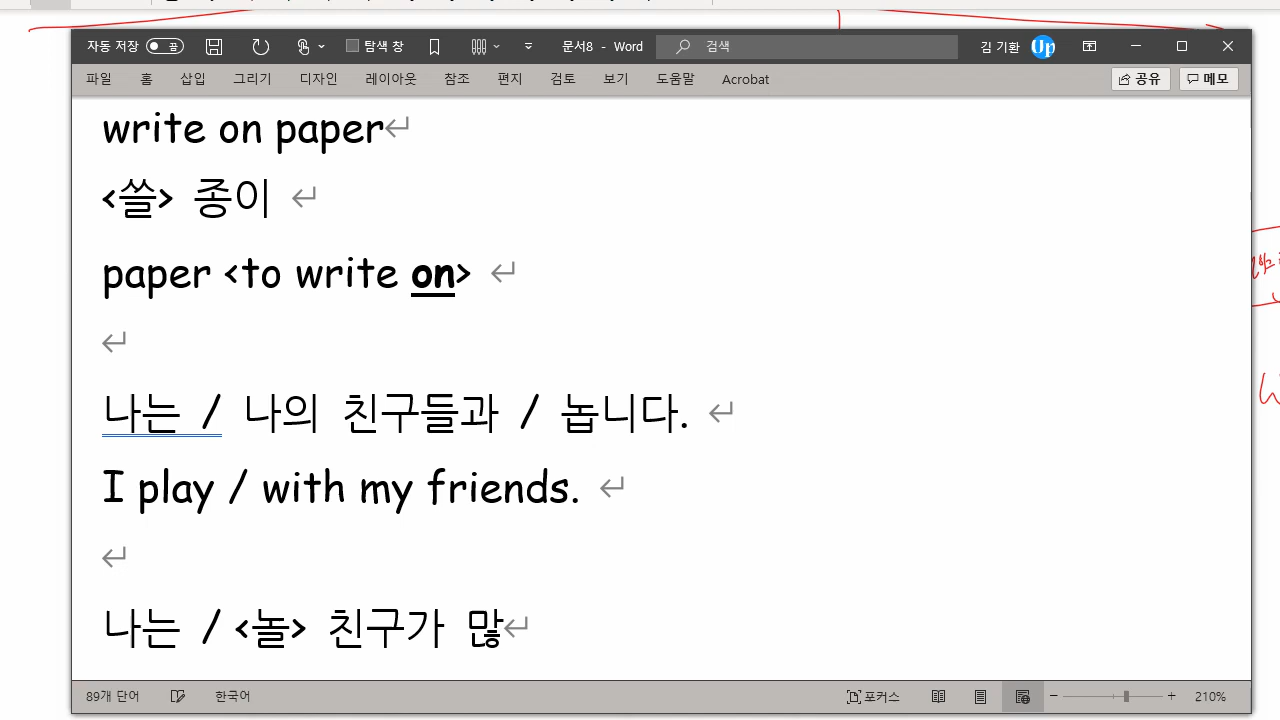 자동 저장 끔 탐색 창 문서8 - Word 검색 김 기환 Up
파일 홈 삽입 그리기 디자인 레이아웃 참조 편지 검토 보기 도움말 Acrobat 공유 메모
write on paper
<쓸> 종이
paper <to write on>
나는 / 나의 친구들과 / 놉니다.
I play / with my friends.
나는 / <놀> 친구가 많
89개 단어 한국어 포커스 210%